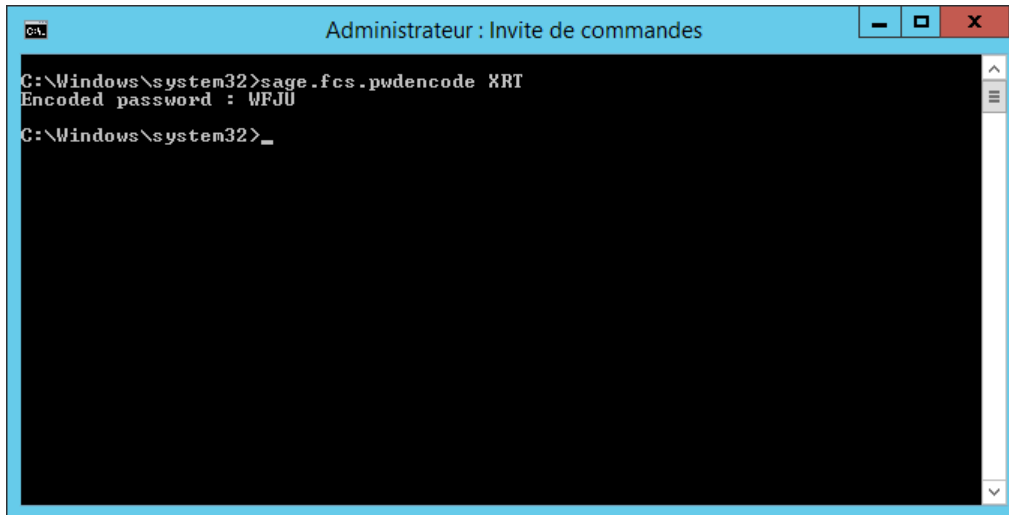 Administrateur : Invite de commandes
C:\Windows\system32>sage.fcs.pwdencode XRT
Encoded password : WFJU
C:\Windows\system32>_